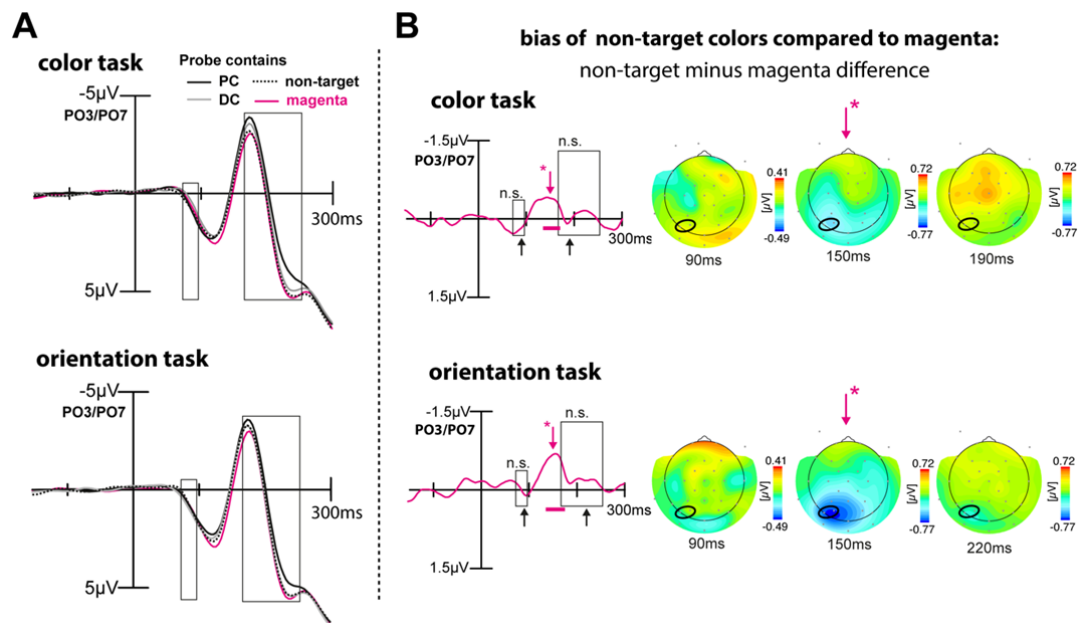 A
color task
Probe contains
PC
non-target
DC
magenta
-5µV
PO3/PO7
300ms
5µV
orientation task
-5µV
PO3/PO7
300ms
5µV
B
bias of non-target colors compared to magenta:
non-target minus magenta difference
color task
-1.5µV
PO3/PO7
n.s.
n.s.
*
300ms
1.5µV
*
0.41
[µV]
-0.49
0.72
[µV]
-0.77
0.72
[µV]
-0.77
90ms
150ms
190ms
orientation task
-1.5µV
PO3/PO7
n.s.
n.s.
*
300ms
1.5µV
*
0.41
[µV]
-0.49
0.72
[µV]
-0.77
0.72
[µV]
-0.77
90ms
150ms
220ms